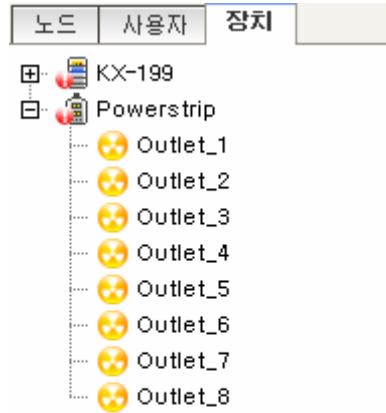 노드 사용자 장치
KX-199
Powerstrip
Outlet_1
Outlet_2
Outlet_3
Outlet_4
Outlet_5
Outlet_6
Outlet_7
Outlet_8